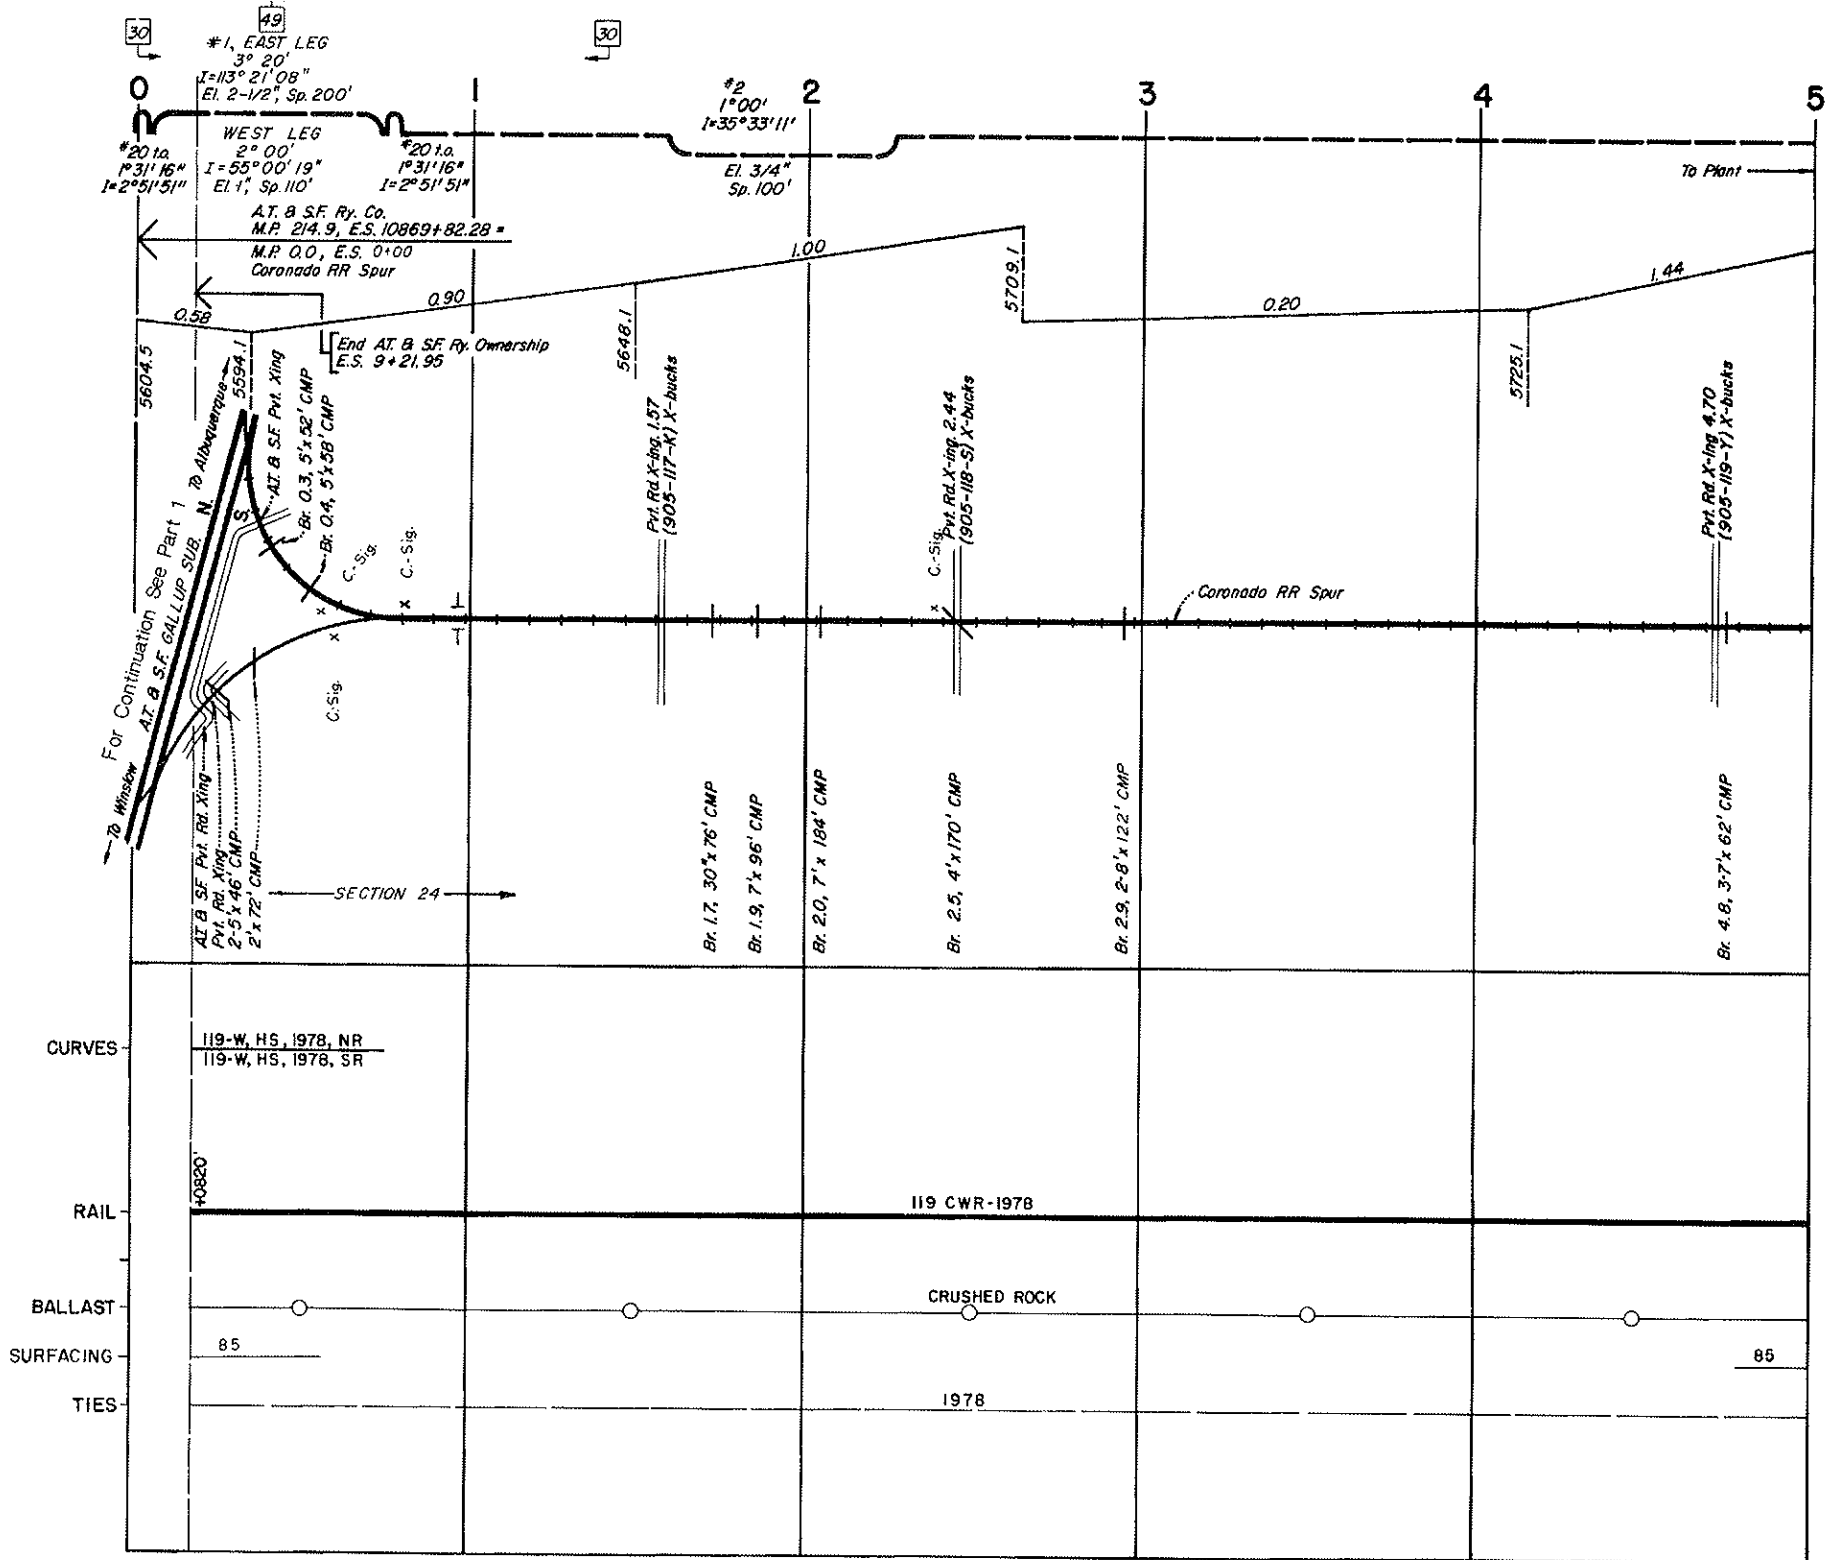 30
49
30
#1, EAST LEG
3° 20'
I=113° 21' 08"
El. 2-1/2", Sp. 200'
0
1
2
3
4
5
#2
1°00'
I=35°33'11'
WEST LEG
2° 00'
I=55°00'19"
El. 1", Sp. 110'
#20 t.o.
1°31'16"
I=2°51'51"
#20 t.o.
1°31'16"
I=2°51'51"
El. 3/4"
Sp. 100'
To Plant
A.T. & S.F. Ry. Co.
M.P. 214.9, E.S. 10869+82.28 =
M.P. 0.0, E.S. 0+00
Coronado RR Spur
0.58
0.90
1.00
0.20
1.44
End A.T. & S.F. Ry. Ownership
E.S. 9+21.95
5604.5
5594.1
5648.1
5709.1
5725.1
To Albuquerque
N.
S.
For Continuation See Part 1
A.T. & S.F. GALLUP SUB.
To Winslow
A.T. & S.F. Pvt. Xing
Br. 0.3, 5'x52' CMP
Br. 0.4, 5'x58' CMP
C.-Sig.
C.-Sig.
C.-Sig.
C.-Sig.
Pvt. Rd. X-ing. 1.57
(905-117-K) X-bucks
Pvt. Rd. X-ing. 2.44
(905-118-S) X-bucks
Pvt. Rd. X-ing 4.70
(905-119-Y) X-bucks
Coronado RR Spur
A.T. & S.F. Pvt. Rd. Xing
Pvt. Rd. Xing
2-5'x46' CMP
2'x72' CMP
SECTION 24
Br. 1.7, 30"x 76' CMP
Br. 1.9, 7'x 96' CMP
Br. 2.0, 7' x 184' CMP
Br. 2.5, 4'x170' CMP
Br. 2.9, 2-8'x 122' CMP
Br. 4.8, 3-7'x 62' CMP
CURVES
119-W, HS, 1978, NR
119-W, HS, 1978, SR
+0820'
RAIL
119 CWR-1978
BALLAST
CRUSHED ROCK
SURFACING
85
85
TIES
1978